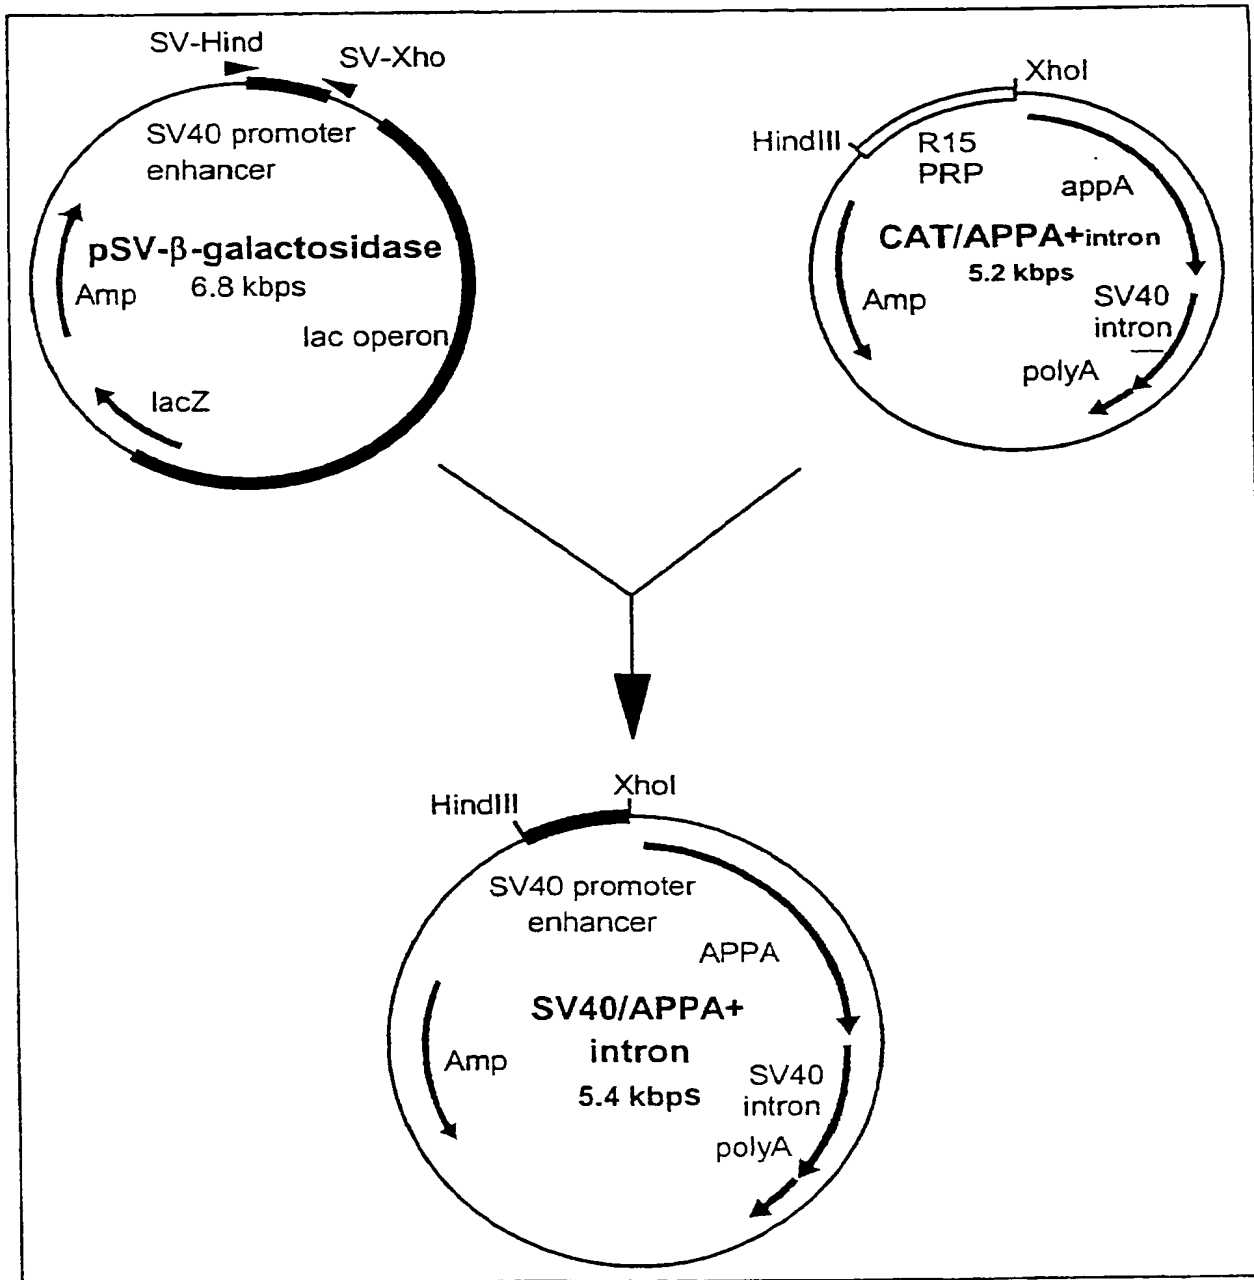 SV-Hind
SV-Xho
SV40 promoter
enhancer
pSV-β-galactosidase
6.8 kbps
Amp
lac operon
lacZ
XhoI
HindIII
R15
PRP
appA
CAT/APPA+intron
5.2 kbps
Amp
SV40
intron
polyA
XhoI
HindIII
SV40 promoter
enhancer
APPA
SV40/APPA+
intron
5.4 kbps
Amp
SV40
intron
polyA